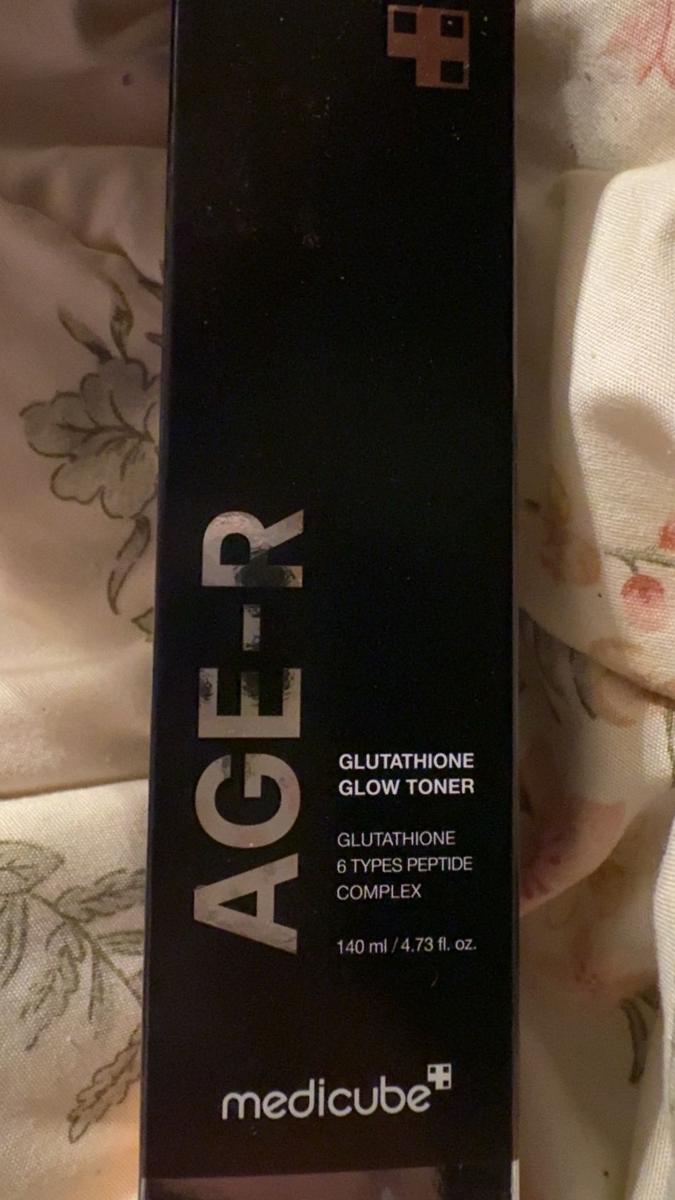 AGE-R
GLUTATHIONE
GLOW TONER
GLUTATHIONE
6 TYPES PEPTIDE
COMPLEX
140 ml / 4.73 fl. oz.
medicube